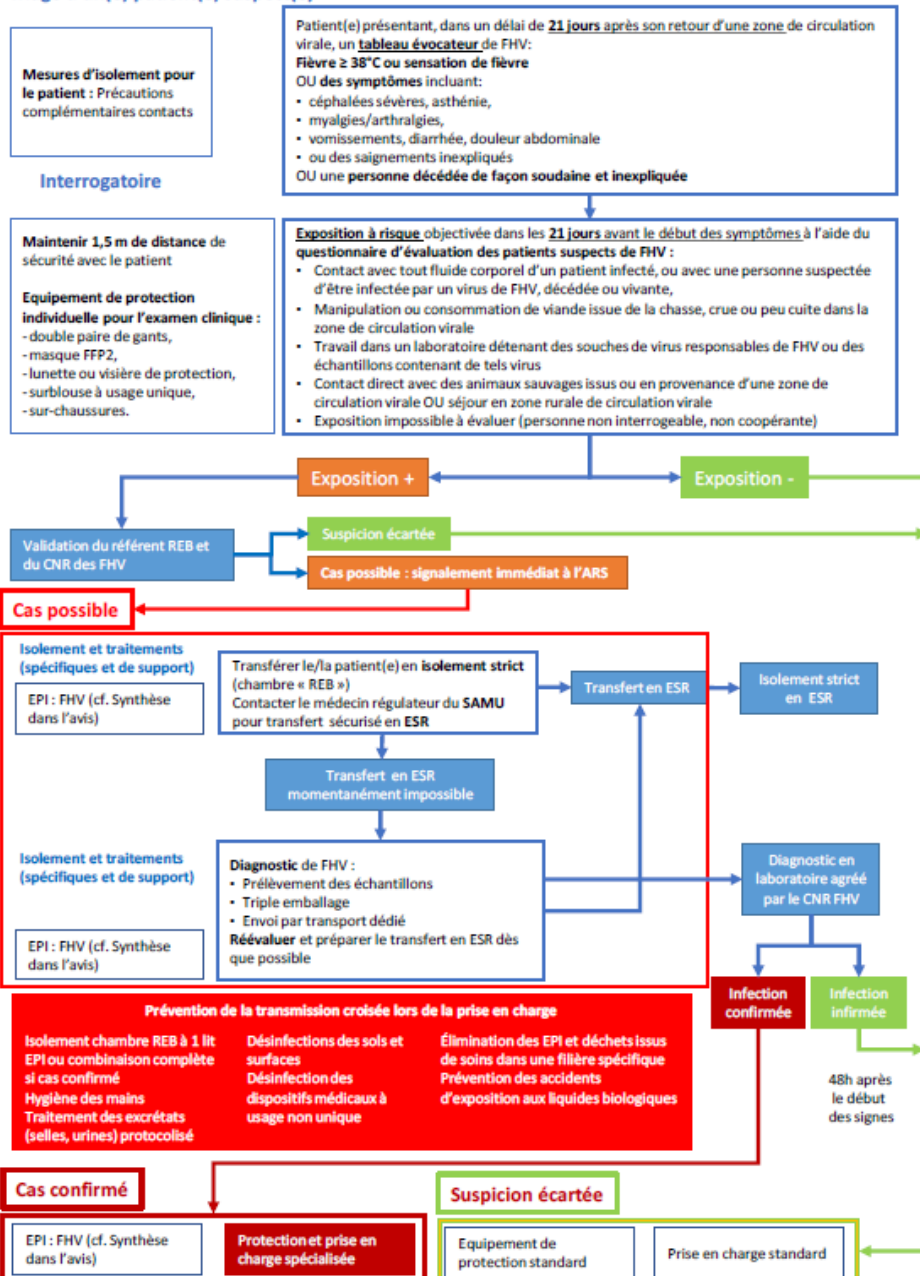 Mesures d'isolement pour
le patient : Précautions
complémentaires contacts
Patient(e) présentant, dans un délai de 21 jours après son retour d'une zone de circulation
virale, un tableau évocateur de FHV:
Fièvre ≥ 38°C ou sensation de fièvre
OU des symptômes incluant:
▪ céphalées sévères, asthénie,
▪ myalgies/arthralgies,
▪ vomissements, diarrhée, douleur abdominale
▪ ou des saignements inexpliqués
OU une personne décédée de façon soudaine et inexpliquée
Interrogatoire
Maintenir 1,5 m de distance de
sécurité avec le patient
Equipement de protection
individuelle pour l'examen clinique :
- double paire de gants,
- masque FFP2,
- lunette ou visière de protection,
- surblouse à usage unique,
- sur-chaussures.
Exposition à risque objectivée dans les 21 jours avant le début des symptômes à l'aide du
questionnaire d'évaluation des patients suspects de FHV :
▪ Contact avec tout fluide corporel d'un patient infecté, ou avec une personne suspectée
d'être infectée par un virus de FHV, décédée ou vivante,
▪ Manipulation ou consommation de viande issue de la chasse, crue ou peu cuite dans la
zone de circulation virale
▪ Travail dans un laboratoire détenant des souches de virus responsables de FHV ou des
échantillons contenant de tels virus
▪ Contact direct avec des animaux sauvages issus ou en provenance d'une zone de
circulation virale OU séjour en zone rurale de circulation virale
▪ Exposition impossible à évaluer (personne non interrogeable, non coopérante)
Exposition +
Exposition -
Validation du référent REB et
du CNR des FHV
Suspicion écartée
Cas possible : signalement immédiat à l'ARS
Cas possible
Isolement et traitements
(spécifiques et de support)
EPI : FHV (cf. Synthèse
dans l'avis)
Transférer le/la patient(e) en isolement strict
(chambre « REB »)
Contacter le médecin régulateur du SAMU
pour transfert sécurisé en ESR
Transfert en ESR
Isolement strict
en ESR
Transfert en ESR
momentanément impossible
Isolement et traitements
(spécifiques et de support)
EPI : FHV (cf. Synthèse
dans l'avis)
Diagnostic de FHV :
▪ Prélèvement des échantillons
▪ Triple emballage
▪ Envoi par transport dédié
Réévaluer et préparer le transfert en ESR dès
que possible
Diagnostic en
laboratoire agréé
par le CNR FHV
Infection
confirmée
Infection
infirmée
48h après
le début
des signes
Prévention de la transmission croisée lors de la prise en charge
Isolement chambre REB à 1 lit
EPI ou combinaison complète
si cas confirmé
Hygiène des mains
Traitement des excrétats
(selles, urines) protocolisé
Désinfections des sols et
surfaces
Désinfection des
dispositifs médicaux à
usage non unique
Élimination des EPI et déchets issus
de soins dans une filière spécifique
Prévention des accidents
d'exposition aux liquides biologiques
Cas confirmé
EPI : FHV (cf. Synthèse
dans l'avis)
Protection et prise en
charge spécialisée
Suspicion écartée
Equipement de
protection standard
Prise en charge standard